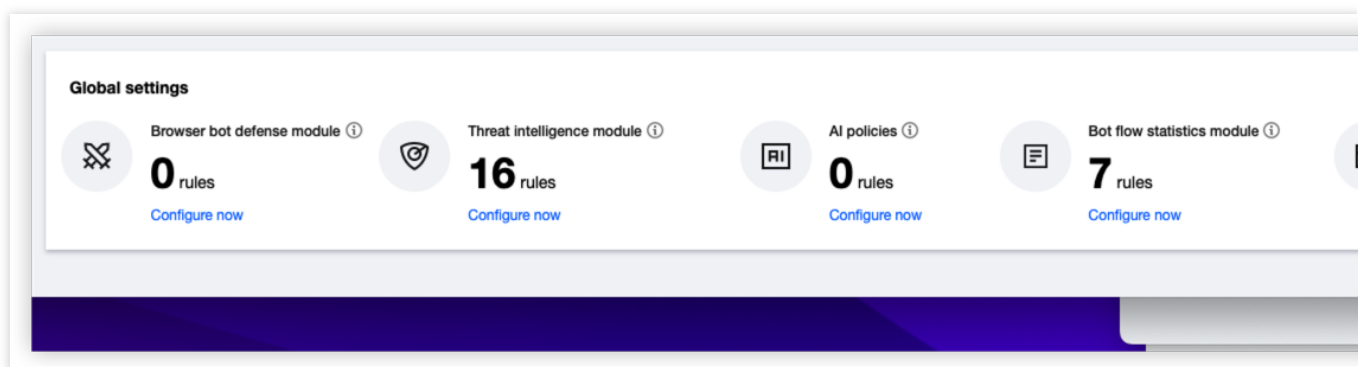 Global settings
Browser bot defense module
0 rules
Configure now
Threat intelligence module
16 rules
Configure now
AI
AI policies
0 rules
Configure now
Bot flow statistics module
7 rules
Configure now